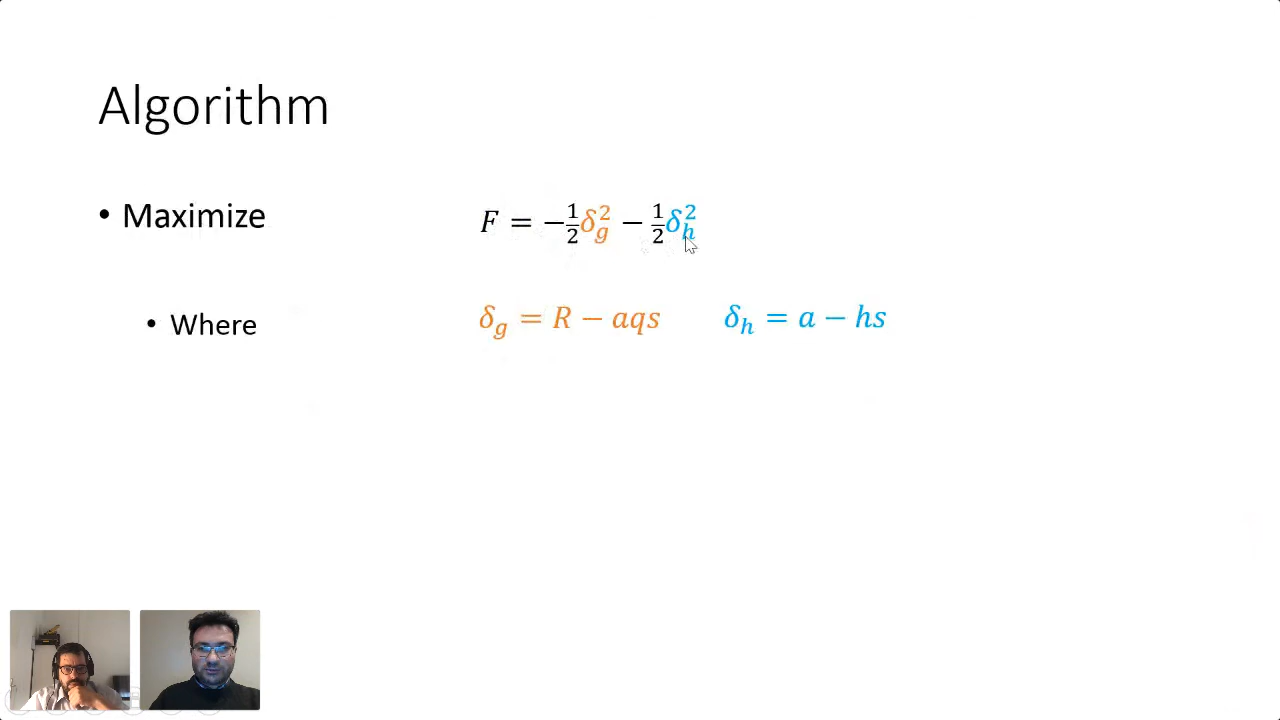 Algorithm
• Maximize F = −½δ_g² − ½δ_h²
• Where δ_g = R − aqs δ_h = a − hs